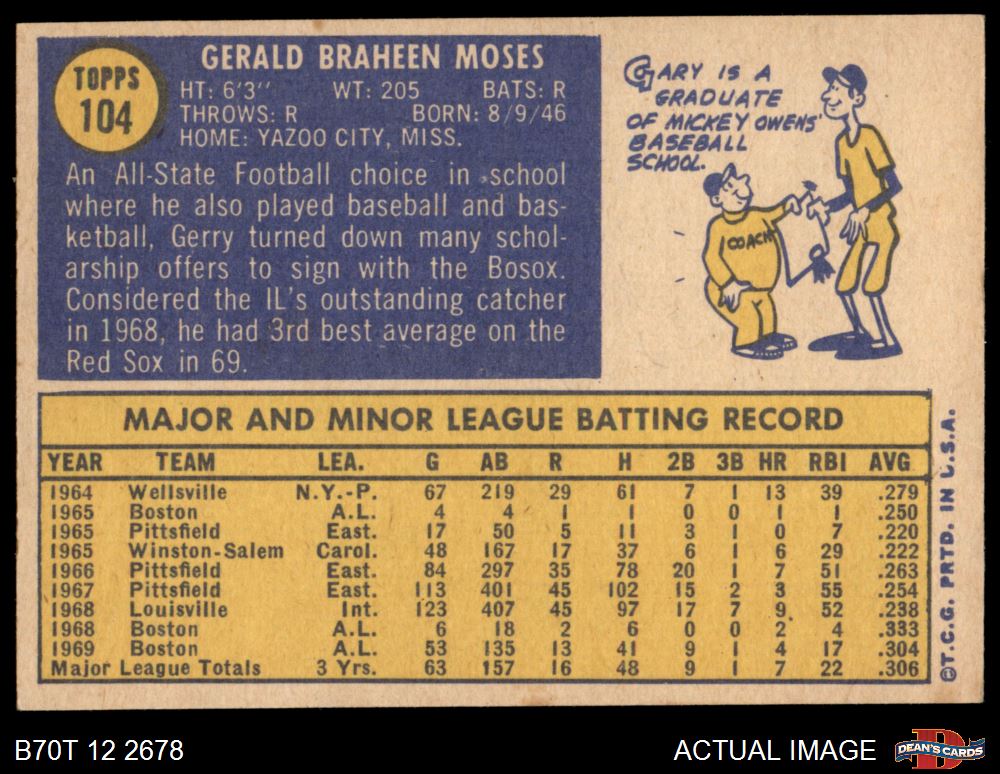 TOPPS
104
GERALD BRAHEEN MOSES
HT: 6'3" WT: 205 BATS: R
THROWS: R BORN: 8/9/46
HOME: YAZOO CITY, MISS.
An All-State Football choice in school
where he also played baseball and bas-
ketball, Gerry turned down many schol-
arship offers to sign with the Bosox.
Considered the IL's outstanding catcher
in 1968, he had 3rd best average on the
Red Sox in 69.
GARY IS A
GRADUATE
OF MICKEY OWENS'
BASEBALL
SCHOOL.
COACH
MAJOR AND MINOR LEAGUE BATTING RECORD
YEAR TEAM LEA. G AB R H 2B 3B HR RBI AVG
1964 Wellsville N.Y.-P. 67 219 29 61 7 1 13 39 .279
1965 Boston A.L. 4 4 1 1 0 0 1 1 .250
1965 Pittsfield East. 17 50 5 11 3 1 0 7 .220
1965 Winston-Salem Carol. 48 167 17 37 6 1 6 29 .222
1966 Pittsfield East. 84 297 35 78 20 1 7 51 .263
1967 Pittsfield East. 113 401 45 102 15 2 3 55 .254
1968 Louisville Int. 123 407 45 97 17 7 9 52 .238
1968 Boston A.L. 6 18 2 6 0 0 2 4 .333
1969 Boston A.L. 53 135 13 41 9 1 4 17 .304
Major League Totals 3 Yrs. 63 157 16 48 9 1 7 22 .306
©T.C.G. PRTD. IN U.S.A.
B70T 12 2678
ACTUAL IMAGE
DEAN'S CARDS